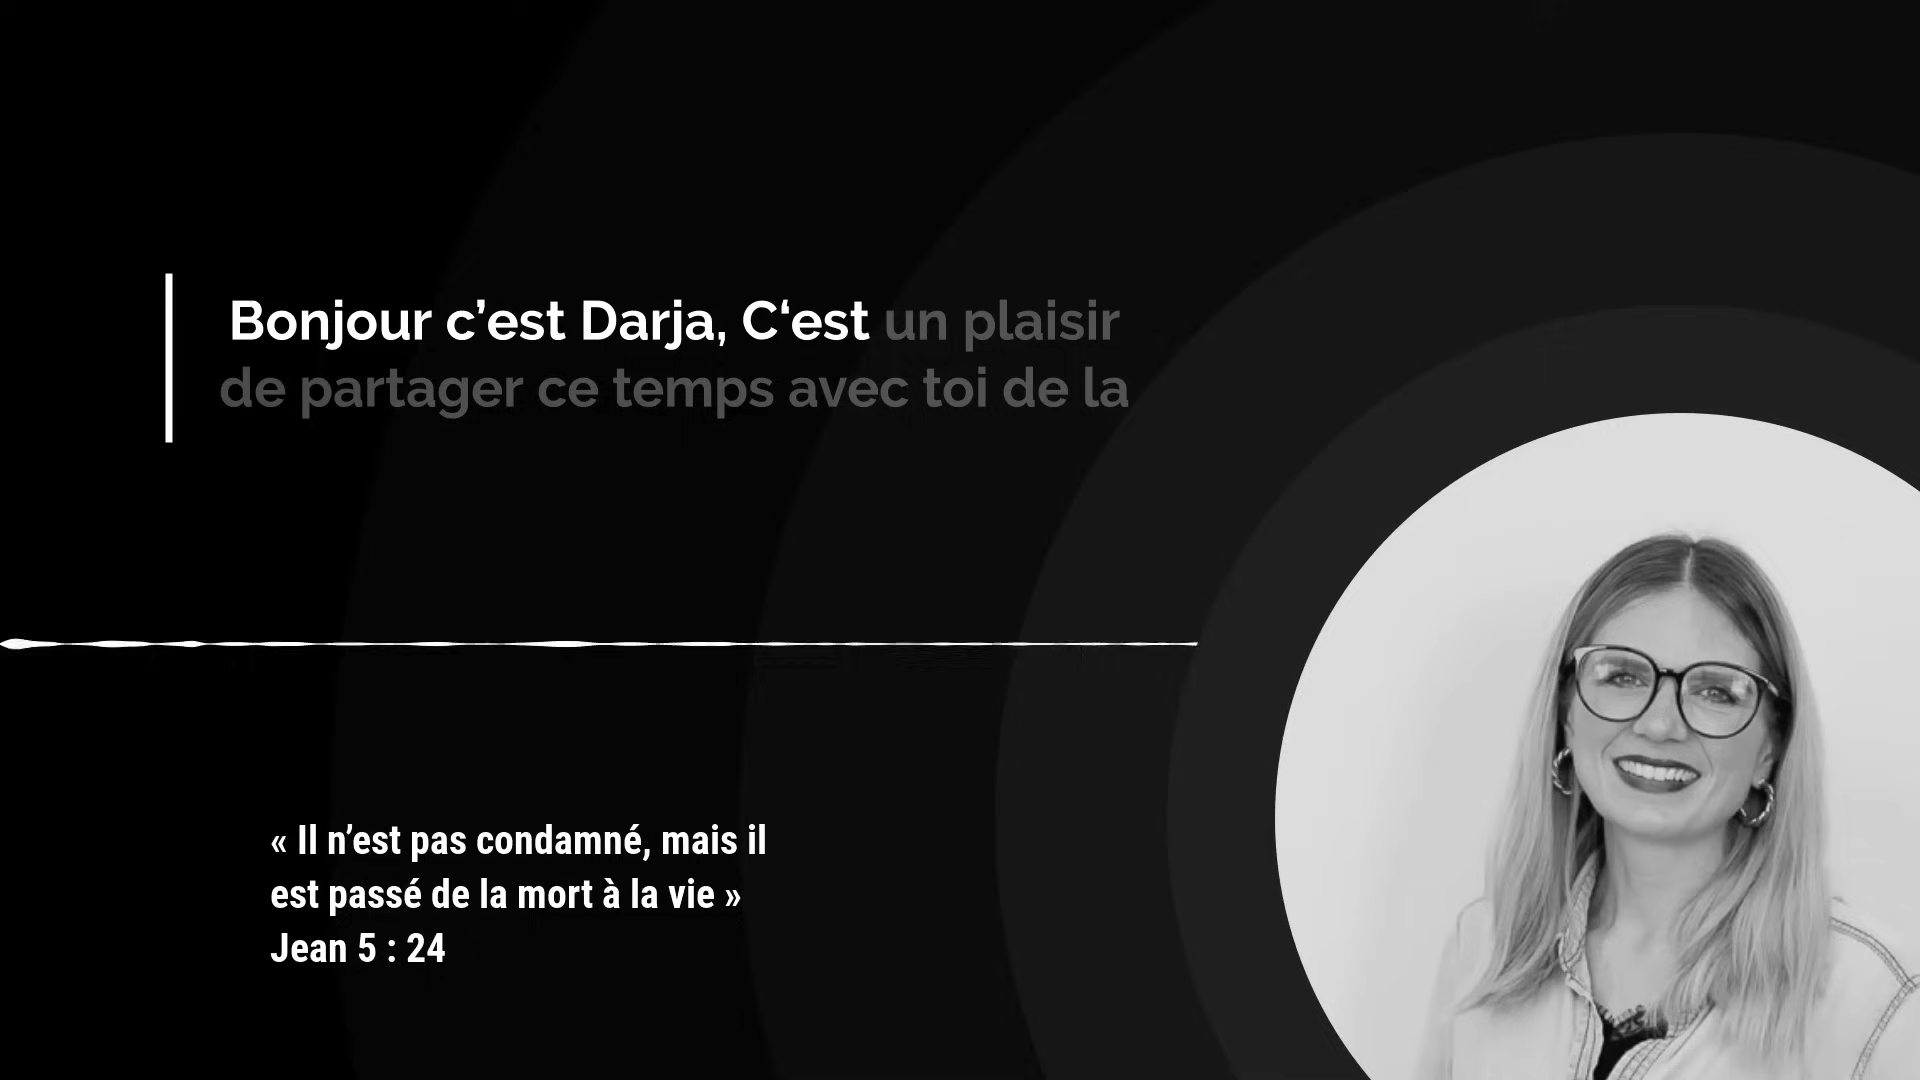 Bonjour c’est Darja, C‘est un plaisir
de partager ce temps avec toi de la
« Il n’est pas condamné, mais il
est passé de la mort à la vie »
Jean 5 : 24